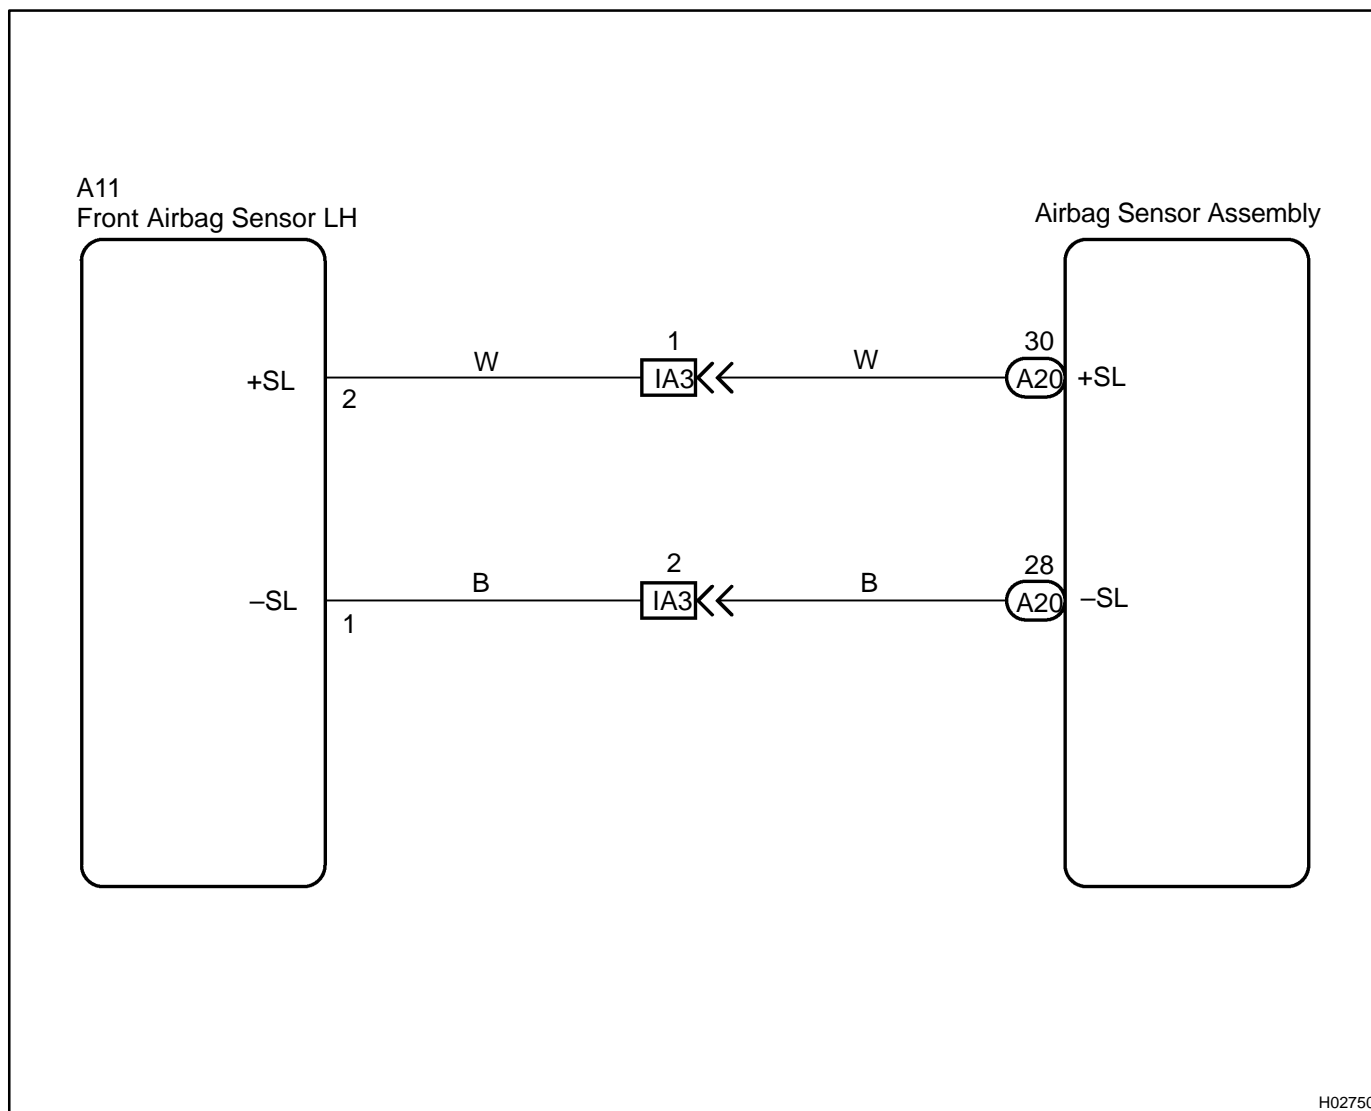 A11
Front Airbag Sensor LH
Airbag Sensor Assembly
1
30
W
W
+SL
IA3
A20
+SL
2
2
28
B
B
–SL
IA3
A20
–SL
1
H02750